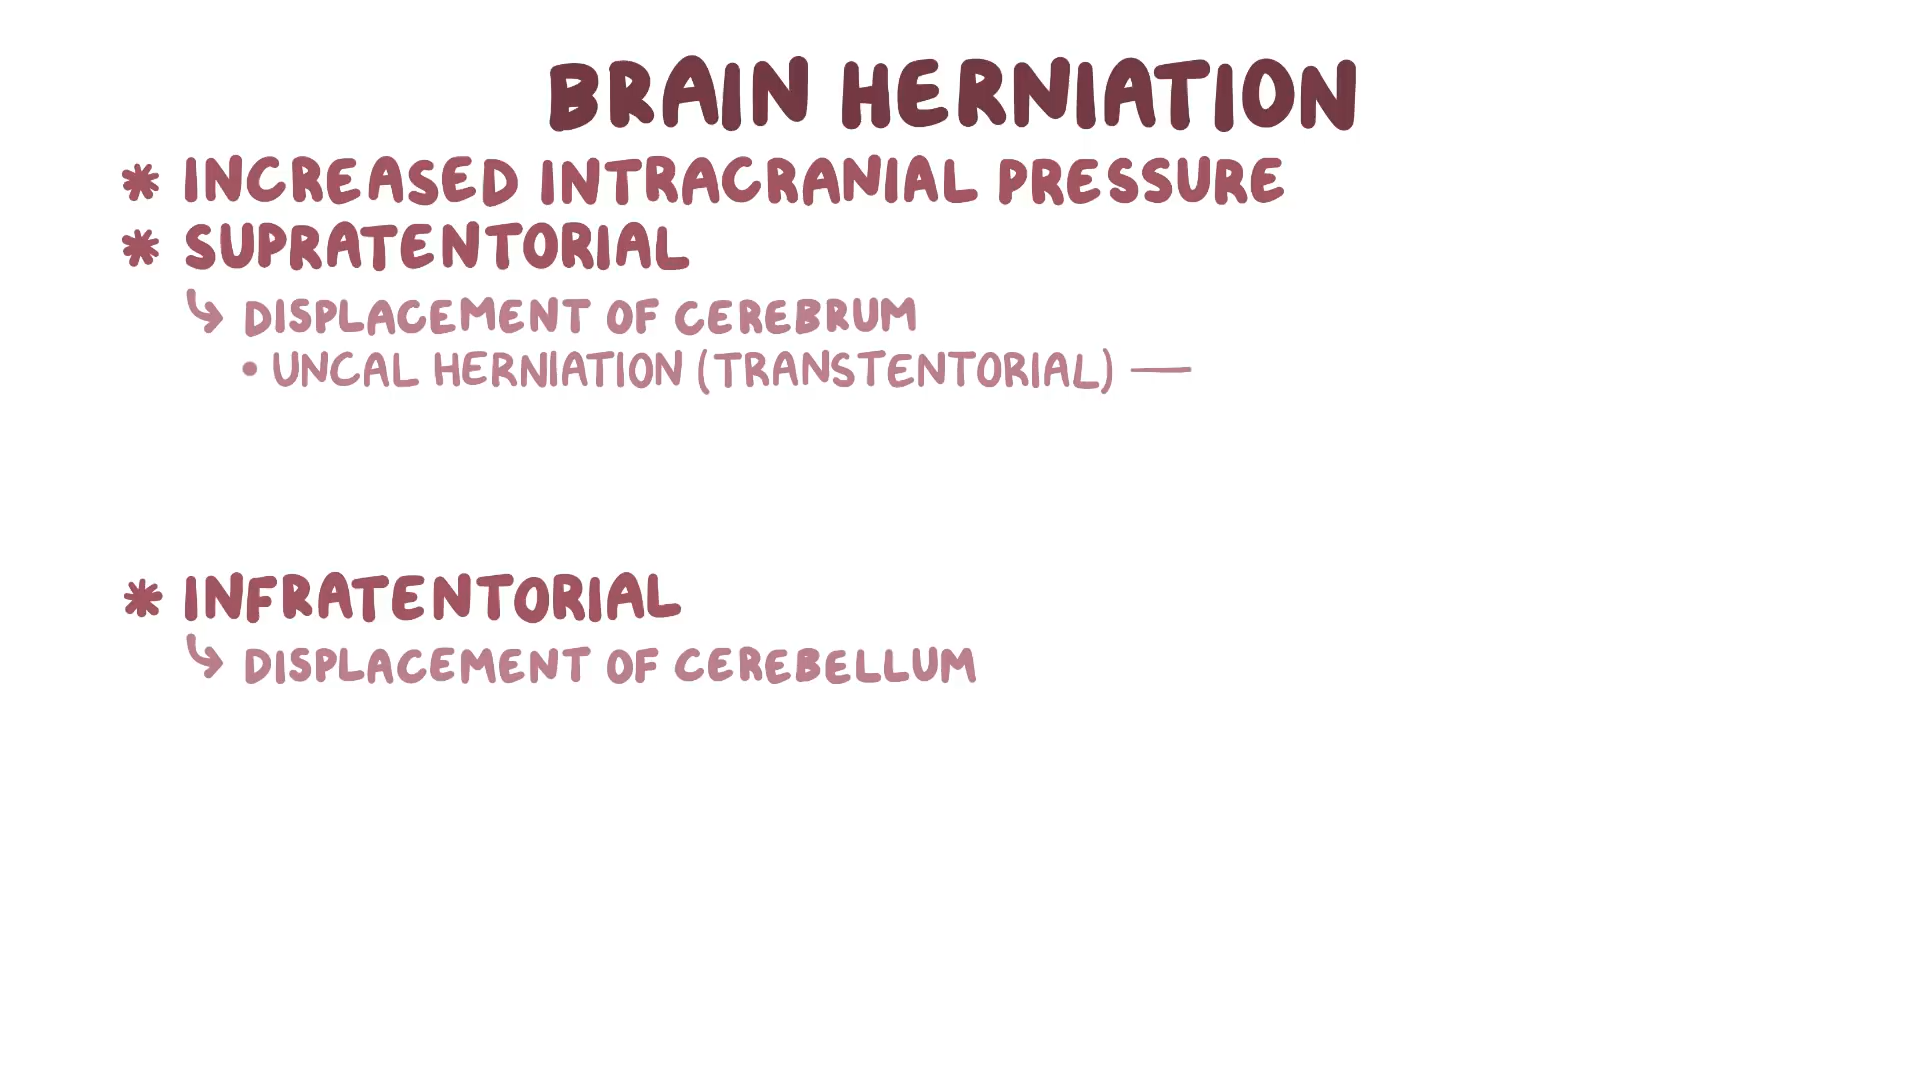 BRAIN HERNIATION
* INCREASED INTRACRANIAL PRESSURE
* SUPRATENTORIAL
↳ DISPLACEMENT OF CEREBRUM
• UNCAL HERNIATION (TRANSTENTORIAL) —
* INFRATENTORIAL
↳ DISPLACEMENT OF CEREBELLUM